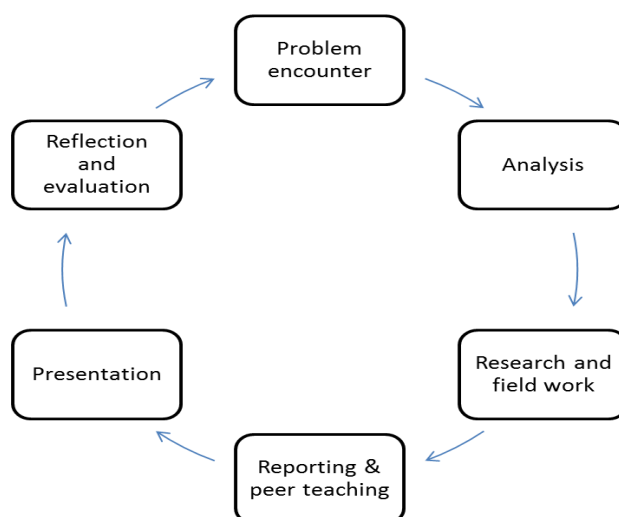 Problem
encounter
Analysis
Research and
field work
Reporting &
peer teaching
Presentation
Reflection
and
evaluation